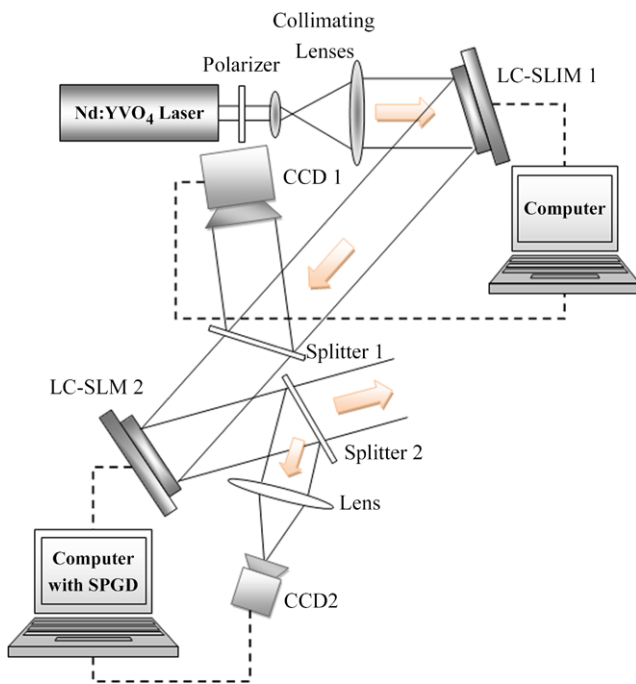 Collimating
Lenses
Polarizer
LC-SLIM 1
Nd:YVO₄ Laser
CCD 1
Computer
Splitter 1
LC-SLM 2
Splitter 2
Lens
Computer
with SPGD
CCD2